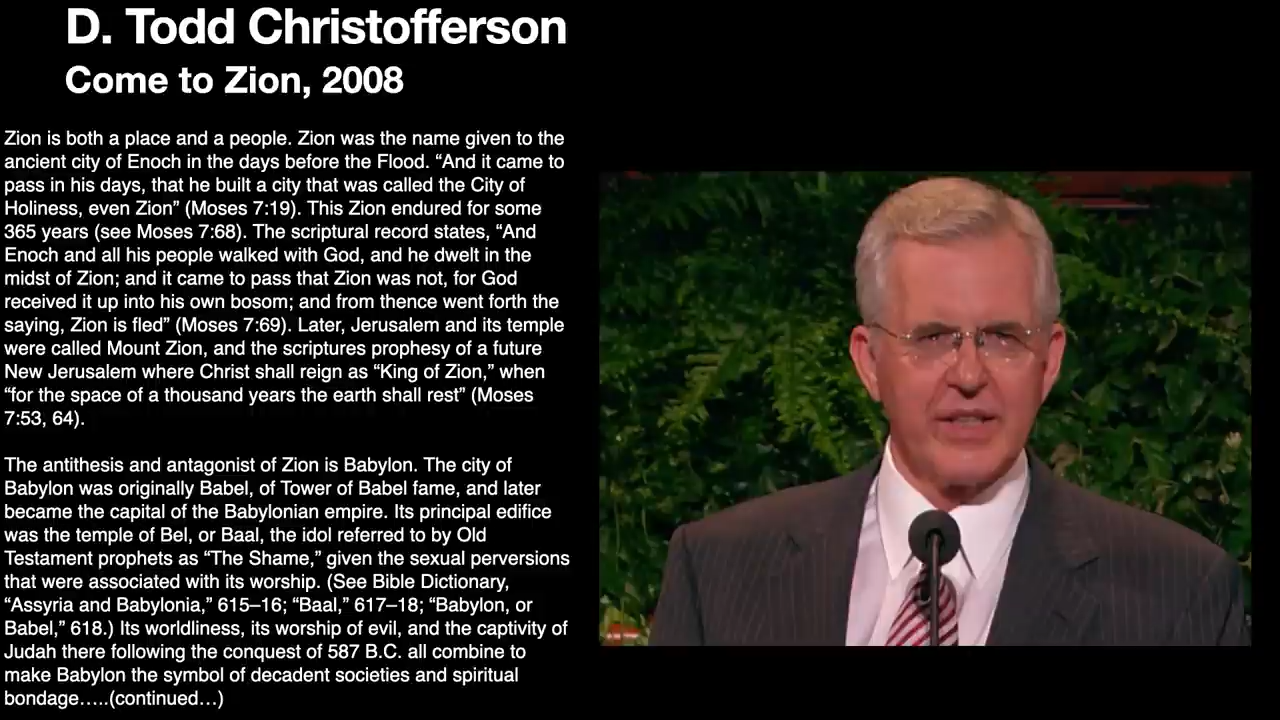 D. Todd Christofferson
Come to Zion, 2008
Zion is both a place and a people. Zion was the name given to the
ancient city of Enoch in the days before the Flood. “And it came to
pass in his days, that he built a city that was called the City of
Holiness, even Zion” (Moses 7:19). This Zion endured for some
365 years (see Moses 7:68). The scriptural record states, “And
Enoch and all his people walked with God, and he dwelt in the
midst of Zion; and it came to pass that Zion was not, for God
received it up into his own bosom; and from thence went forth the
saying, Zion is fled” (Moses 7:69). Later, Jerusalem and its temple
were called Mount Zion, and the scriptures prophesy of a future
New Jerusalem where Christ shall reign as “King of Zion,” when
“for the space of a thousand years the earth shall rest” (Moses
7:53, 64).
The antithesis and antagonist of Zion is Babylon. The city of
Babylon was originally Babel, of Tower of Babel fame, and later
became the capital of the Babylonian empire. Its principal edifice
was the temple of Bel, or Baal, the idol referred to by Old
Testament prophets as “The Shame,” given the sexual perversions
that were associated with its worship. (See Bible Dictionary,
“Assyria and Babylonia,” 615–16; “Baal,” 617–18; “Babylon, or
Babel,” 618.) Its worldliness, its worship of evil, and the captivity of
Judah there following the conquest of 587 B.C. all combine to
make Babylon the symbol of decadent societies and spiritual
bondage…..(continued…)